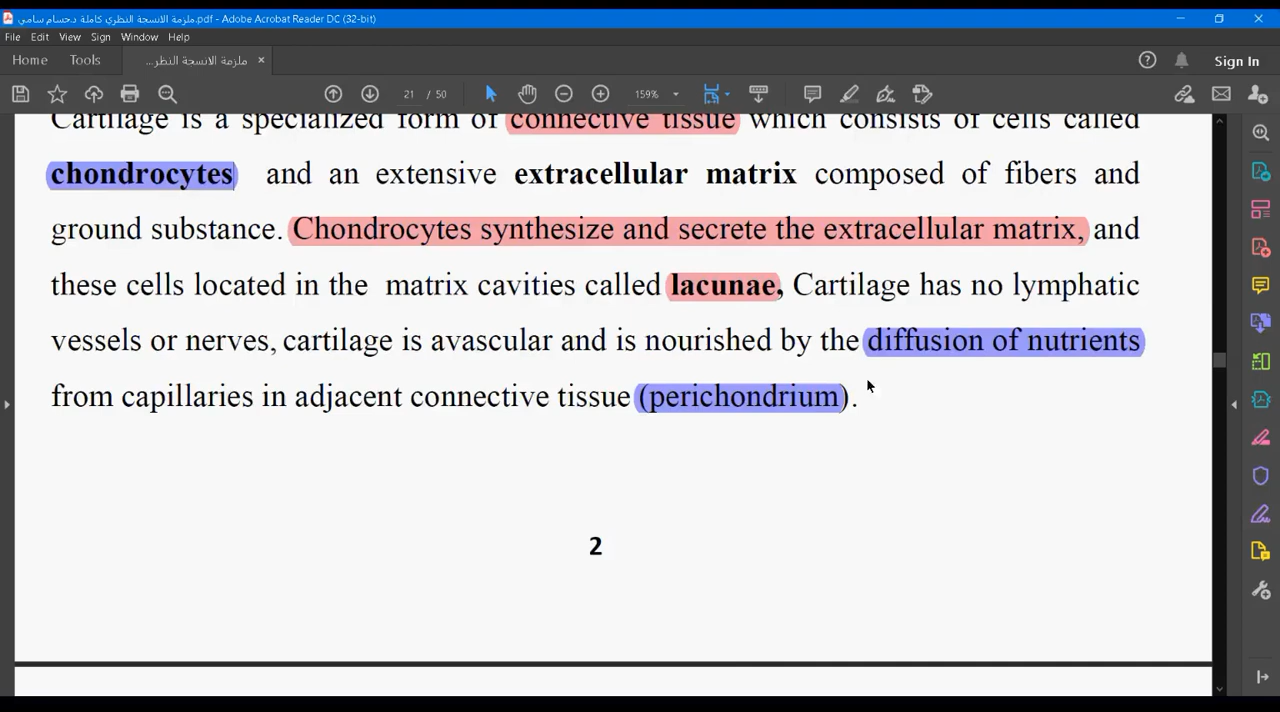 ملزمة الانسجة النظري كاملة د.حسام سامي.pdf - Adobe Acrobat Reader DC (32-bit)
File Edit View Sign Window Help
Home Tools ملزمة الانسجة النظر... × Sign In
21 / 50 159%
Cartilage is a specialized form of connective tissue which consists of cells called
chondrocytes and an extensive extracellular matrix composed of fibers and
ground substance. Chondrocytes synthesize and secrete the extracellular matrix, and
these cells located in the matrix cavities called lacunae, Cartilage has no lymphatic
vessels or nerves, cartilage is avascular and is nourished by the diffusion of nutrients
from capillaries in adjacent connective tissue (perichondrium).
2